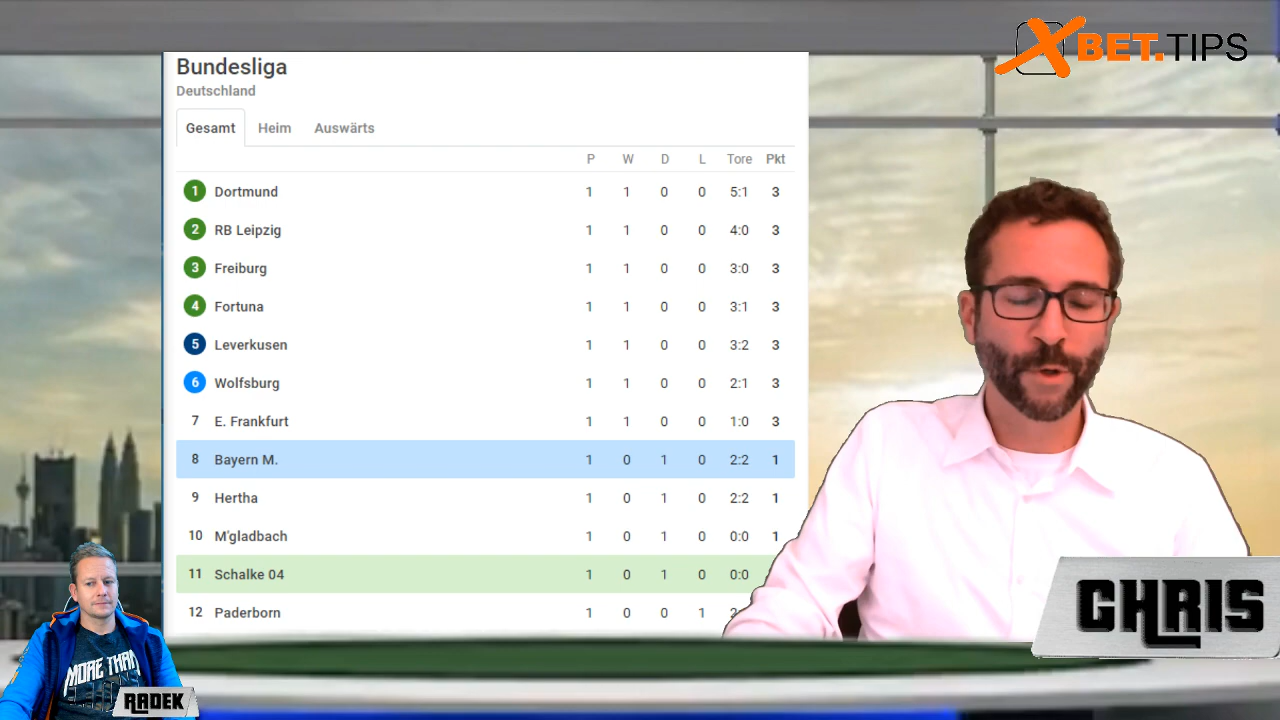 XBET.TIPS
Bundesliga
Deutschland
Gesamt Heim Auswärts
P W D L Tore Pkt
1 Dortmund 1 1 0 0 5:1 3
2 RB Leipzig 1 1 0 0 4:0 3
3 Freiburg 1 1 0 0 3:0 3
4 Fortuna 1 1 0 0 3:1 3
5 Leverkusen 1 1 0 0 3:2 3
6 Wolfsburg 1 1 0 0 2:1 3
7 E. Frankfurt 1 1 0 0 1:0 3
8 Bayern M. 1 0 1 0 2:2 1
9 Hertha 1 0 1 0 2:2 1
10 M'gladbach 1 0 1 0 0:0 1
11 Schalke 04 1 0 1 0 0:0
12 Paderborn 1 0 0 1
CHRIS
MORE THAN
RADEK